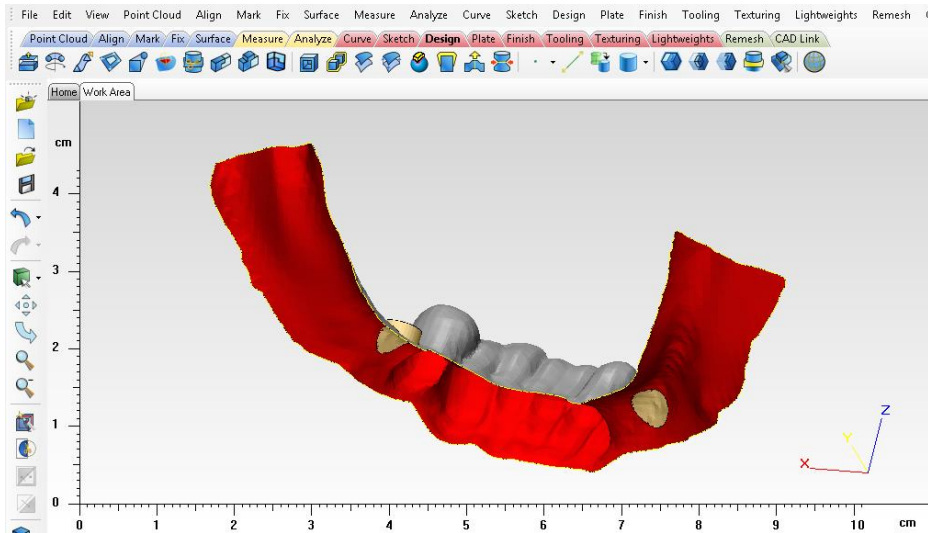 File Edit View Point Cloud Align Mark Fix Surface Measure Analyze Curve Sketch Design Plate Finish Tooling Texturing Lightweights Remesh
Point Cloud Align Mark Fix Surface Measure Analyze Curve Sketch Design Plate Finish Tooling Texturing Lightweights Remesh CAD Link
Home Work Area
cm
4
3
2
1
0
Z
Y
X
0 1 2 3 4 5 6 7 8 9 10 cm